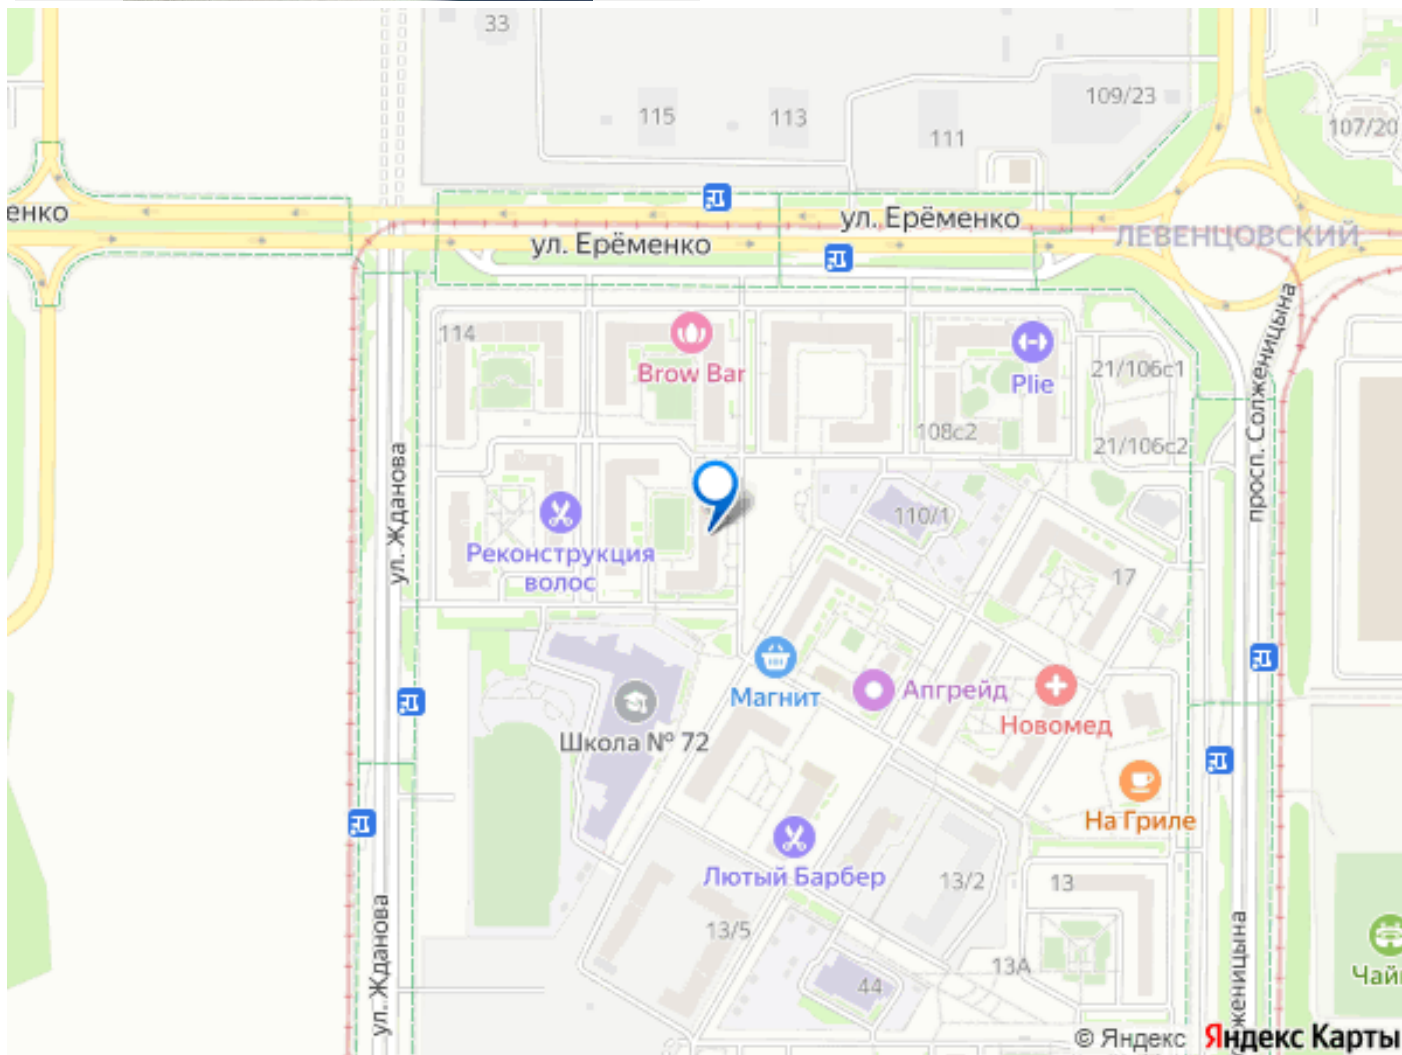 33
115
113
111
109/23
107/20
енко
ул. Ерёменко
ул. Ерёменко
ЛЕВЕНЦОВСКИЙ
114
Brow Bar
Plie
21/106с1
108с2
21/106с2
просп. Солженицына
ул. Жданова
110/1
Реконструкция
волос
17
Магнит
Апгрейд
Новомед
Школа № 72
На Гриле
Лютый Барбер
13/2
13
13/5
13А
44
ул. Жданова
женицына
Чай
© Яндекс Яндекс Карты